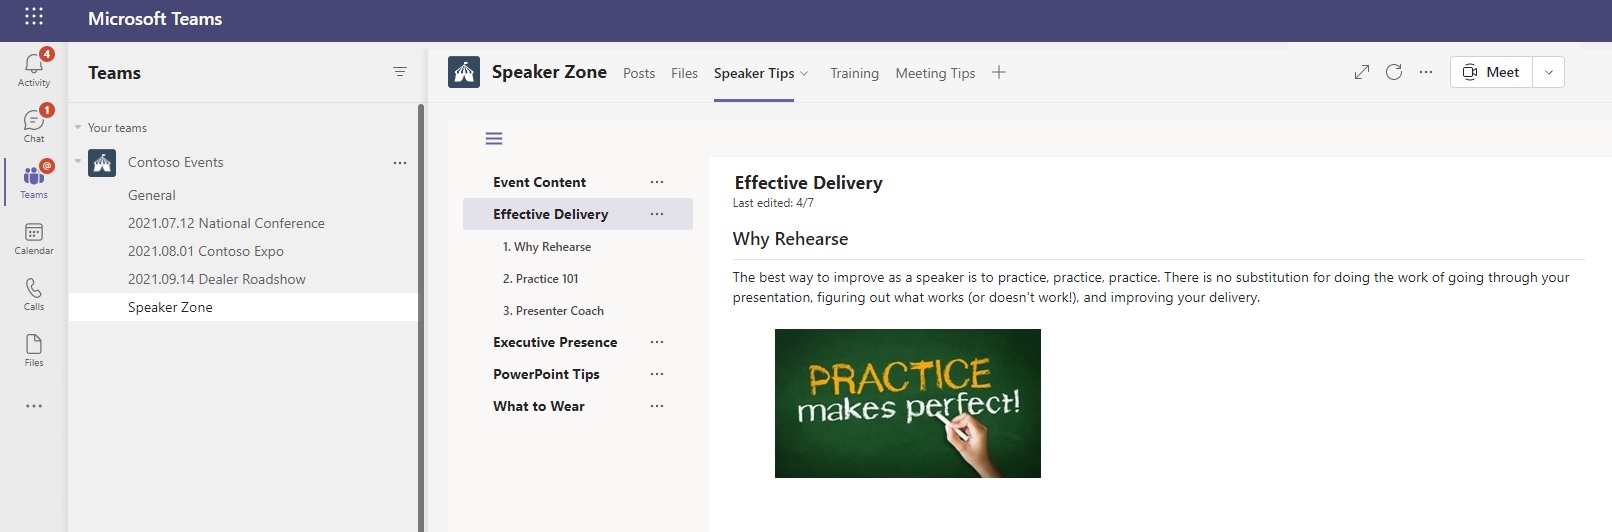 Microsoft Teams
4
Activity
1
Chat
@
Teams
Calendar
Calls
Files
Teams
Your teams
Contoso Events
General
2021.07.12 National Conference
2021.08.01 Contoso Expo
2021.09.14 Dealer Roadshow
Speaker Zone
Speaker Zone Posts Files Speaker Tips Training Meeting Tips Meet
Event Content
Effective Delivery
1. Why Rehearse
2. Practice 101
3. Presenter Coach
Executive Presence
PowerPoint Tips
What to Wear
Effective Delivery
Last edited: 4/7
Why Rehearse
The best way to improve as a speaker is to practice, practice, practice. There is no substitution for doing the work of going through your
presentation, figuring out what works (or doesn't work!), and improving your delivery.
PRACTICE
makes perfect!